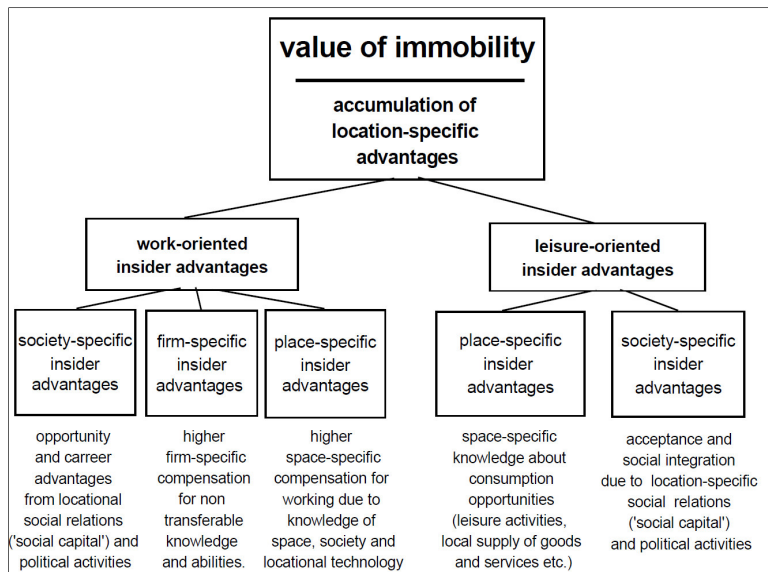 value of immobility
accumulation of
location-specific
advantages
work-oriented
insider advantages
leisure-oriented
insider advantages
society-specific
insider
advantages
firm-specific
insider
advantages
place-specific
insider
advantages
place-specific
insider
advantages
society-specific
insider
advantages
opportunity
and carreer
advantages
from locational
social relations
('social capital') and
political activities
higher
firm-specific
compensation
for non
transferable
knowledge
and abilities.
higher
space-specific
compensation for
working due to
knowledge of
space, society and
locational technology
space-specific
knowledge about
consumption
opportunities
(leisure activities,
local supply of goods
and services etc.)
acceptance and
social integration
due to location-specific
social relations
('social capital')
and political activities